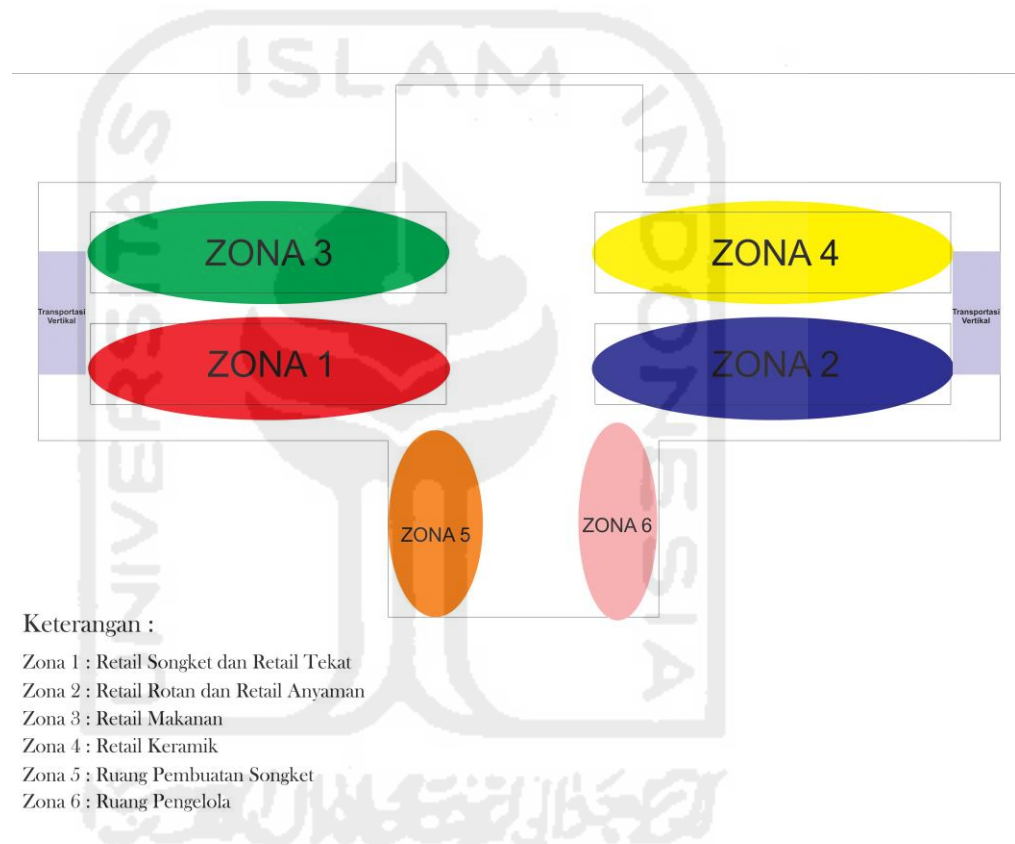 UNIVERSITAS ISLAM INDONESIA
ZONA 3
ZONA 4
Transportasi
Vertikal
Transportasi
Vertikal
ZONA 1
ZONA 2
ZONA 5
ZONA 6
Keterangan :
Zona 1 : Retail Songket dan Retail Tekat
Zona 2 : Retail Rotan dan Retail Anyaman
Zona 3 : Retail Makanan
Zona 4 : Retail Keramik
Zona 5 : Ruang Pembuatan Songket
Zona 6 : Ruang Pengelola